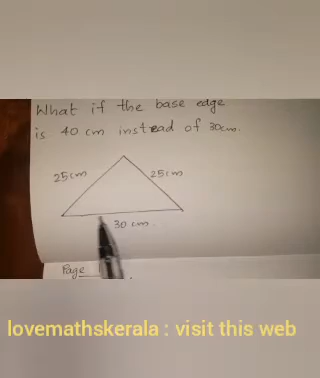 What if the base edge
is 40 cm instead of 30cm.
25cm
25cm
30 cm
Page
lovemathskerala : visit this web